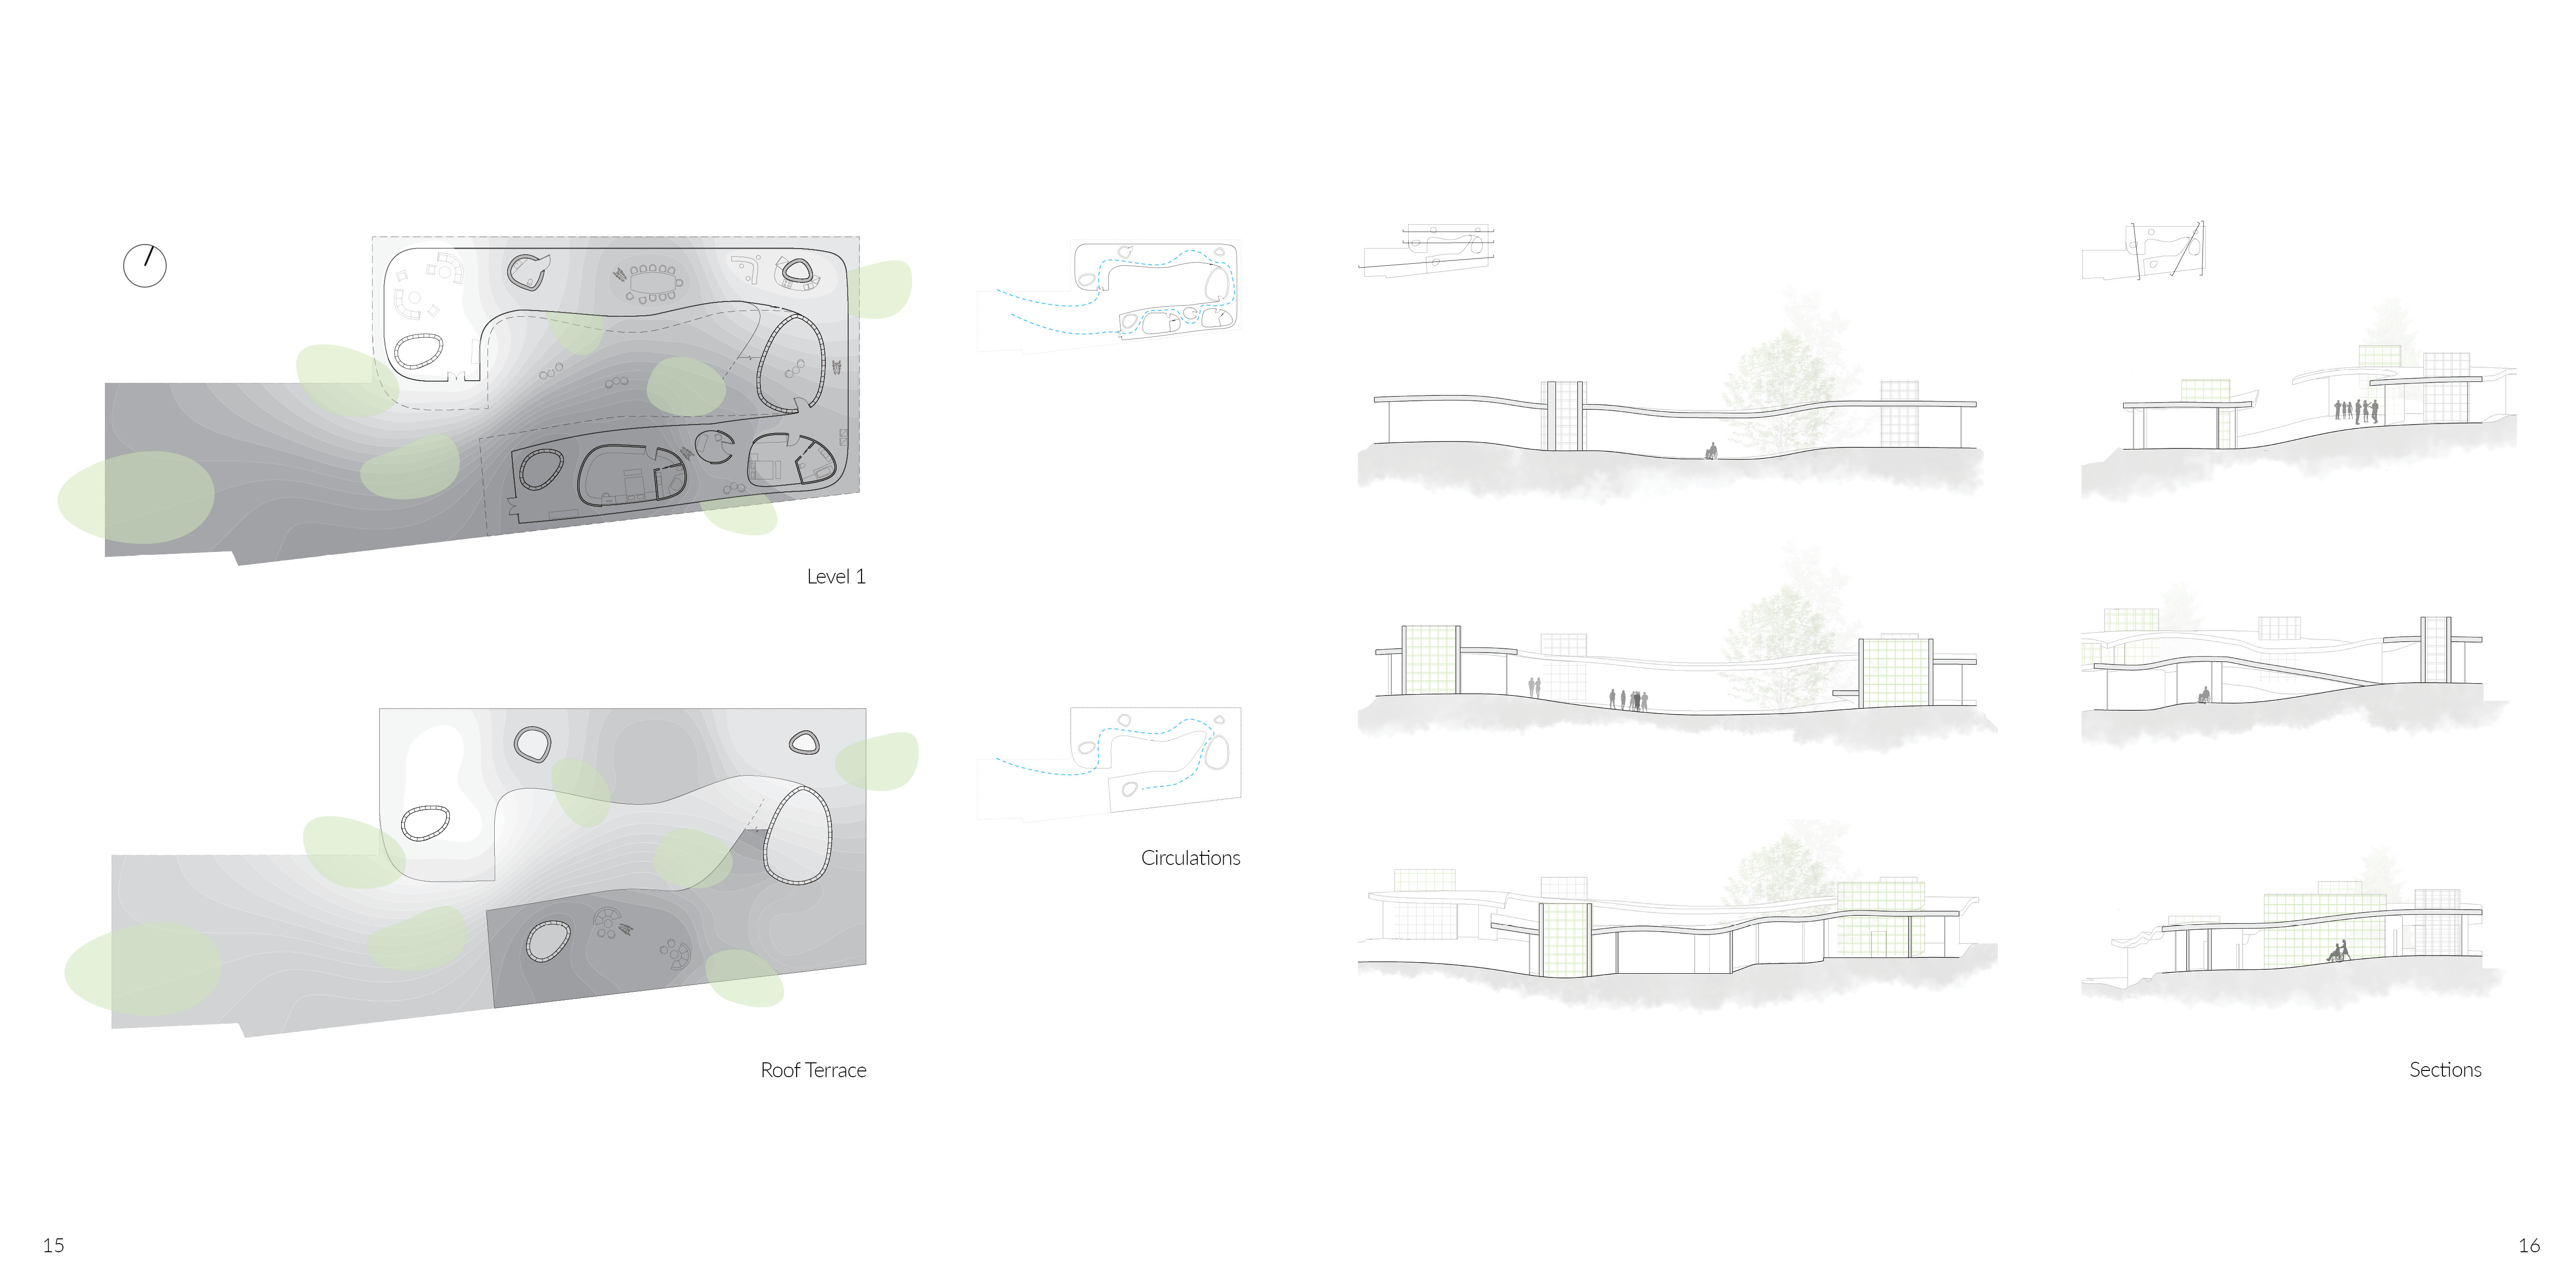 Level 1
Roof Terrace
Circulations
Sections
15
16